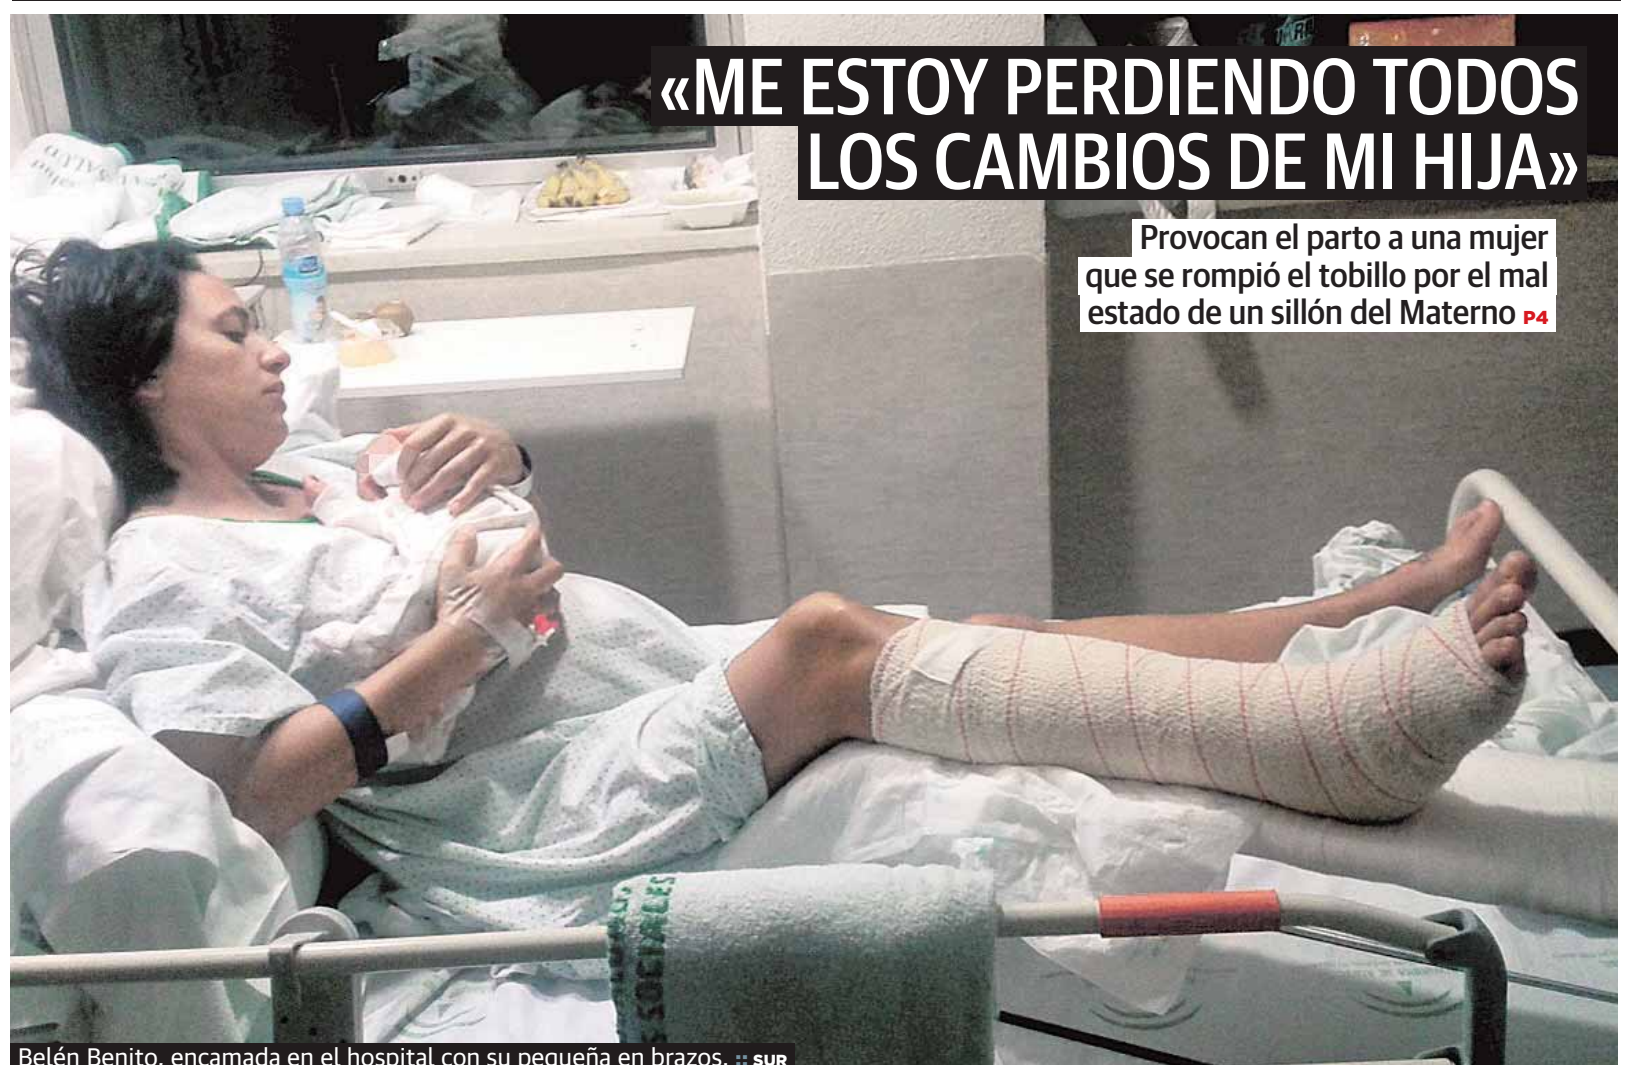 «ME ESTOY PERDIENDO TODOS
LOS CAMBIOS DE MI HIJA»
Provocan el parto a una mujer
que se rompió el tobillo por el mal
estado de un sillón del Materno P4
SALUD
SOCIALES
Belén Benito, encamada en el hospital con su pequeña en brazos. :: SUR